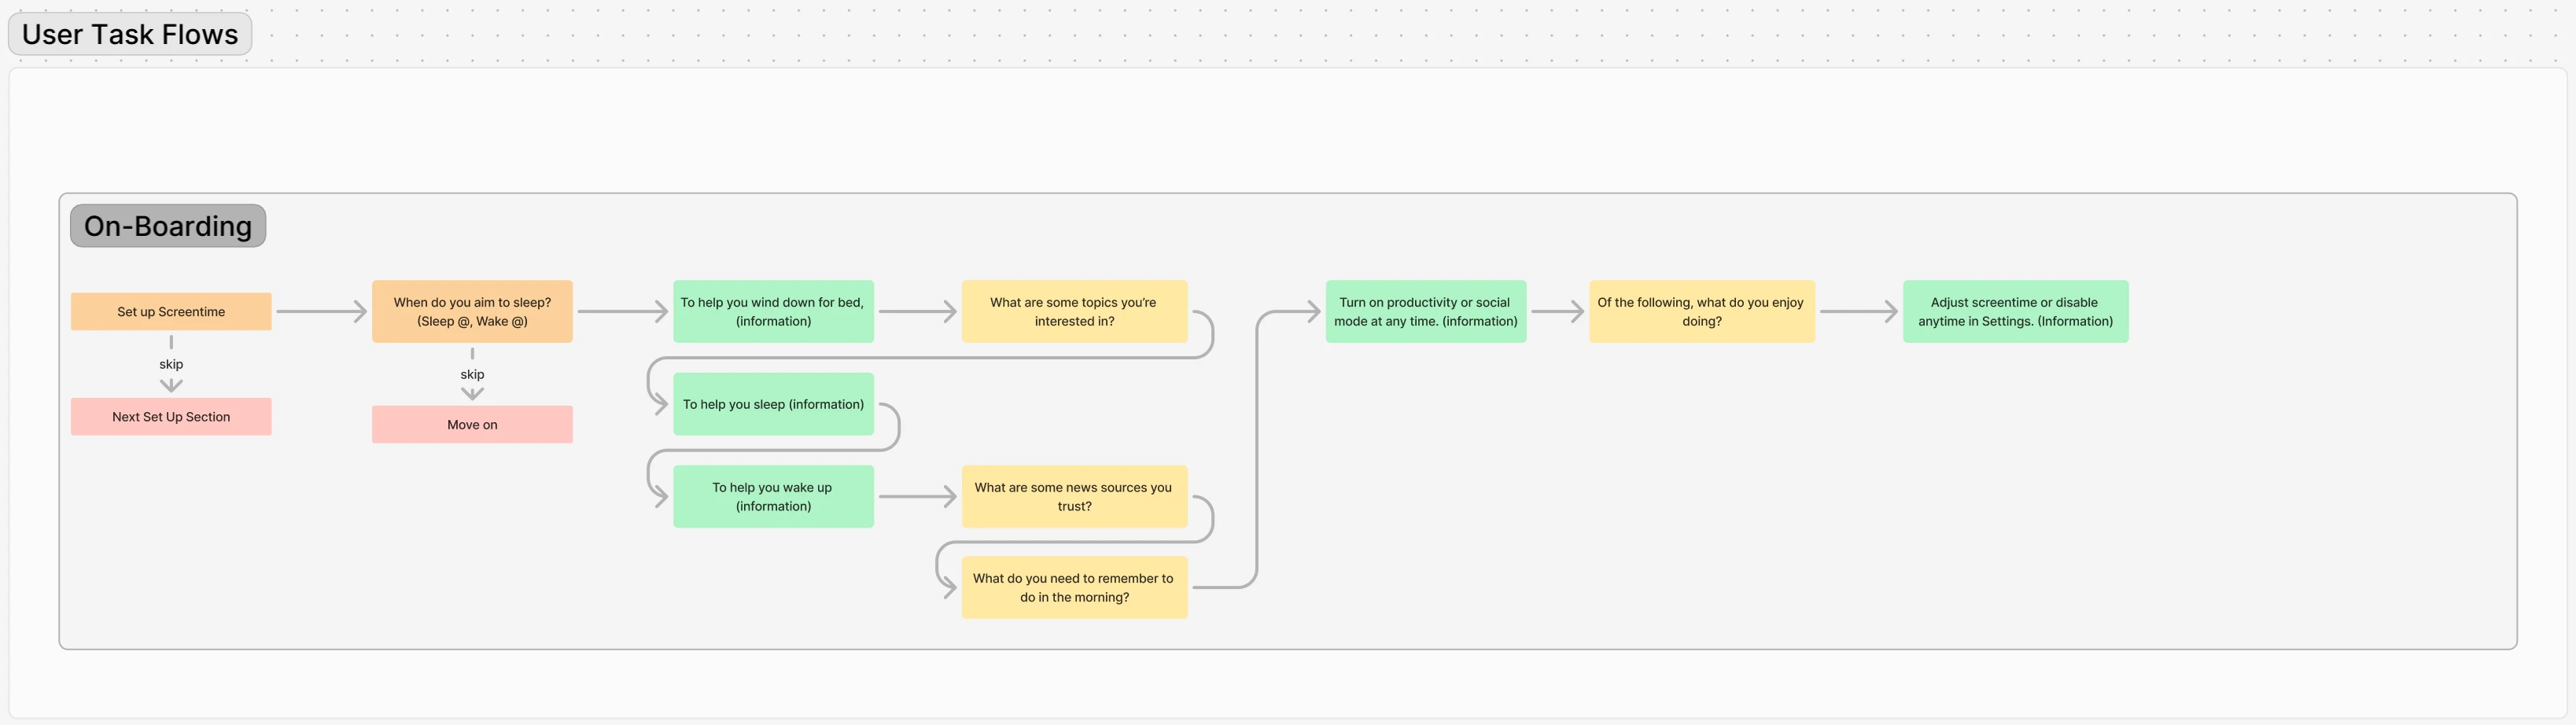 User Task Flows
On-Boarding
Set up Screentime
skip
Next Set Up Section
When do you aim to sleep?
(Sleep @, Wake @)
skip
Move on
To help you wind down for bed,
(information)
What are some topics you’re
interested in?
To help you sleep (information)
To help you wake up
(information)
What are some news sources you
trust?
What do you need to remember to
do in the morning?
Turn on productivity or social
mode at any time. (information)
Of the following, what do you enjoy
doing?
Adjust screentime or disable
anytime in Settings. (Information)